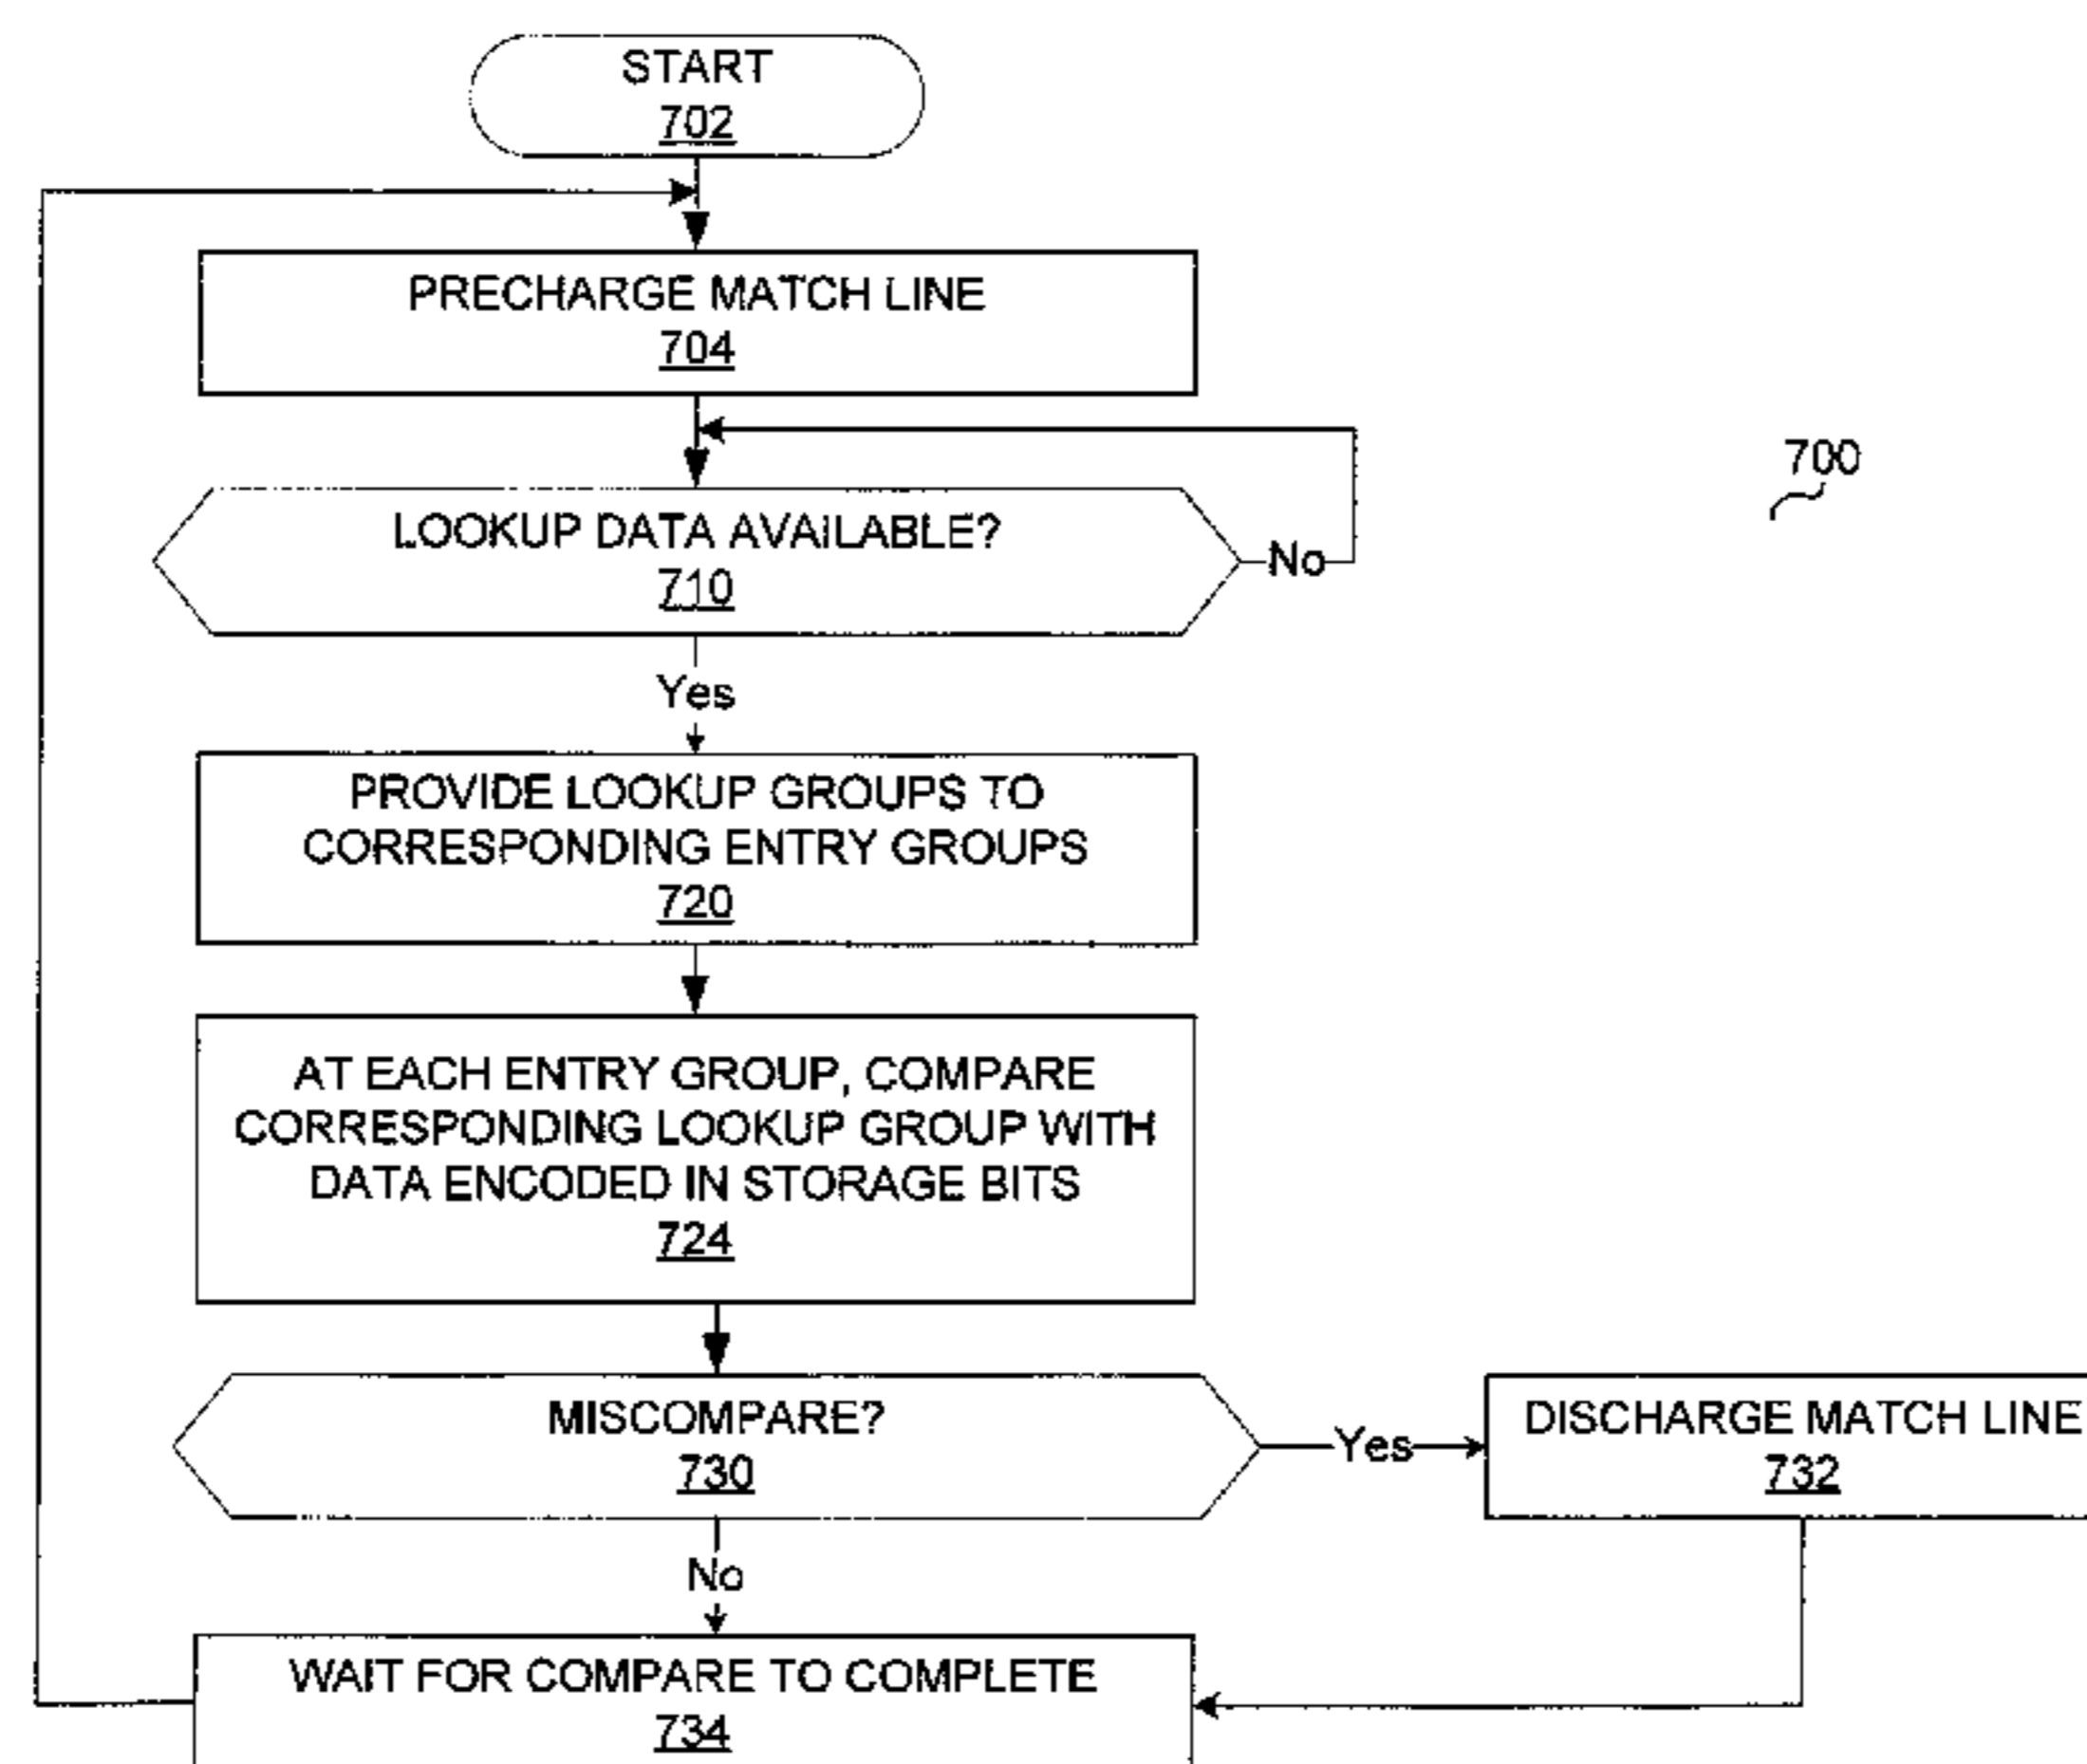 START
702
PRECHARGE MATCH LINE
704
700
LOOKUP DATA AVAILABLE?
710
No
Yes
PROVIDE LOOKUP GROUPS TO
CORRESPONDING ENTRY GROUPS
720
AT EACH ENTRY GROUP, COMPARE
CORRESPONDING LOOKUP GROUP WITH
DATA ENCODED IN STORAGE BITS
724
MISCOMPARE?
730
Yes
DISCHARGE MATCH LINE
732
No
WAIT FOR COMPARE TO COMPLETE
734